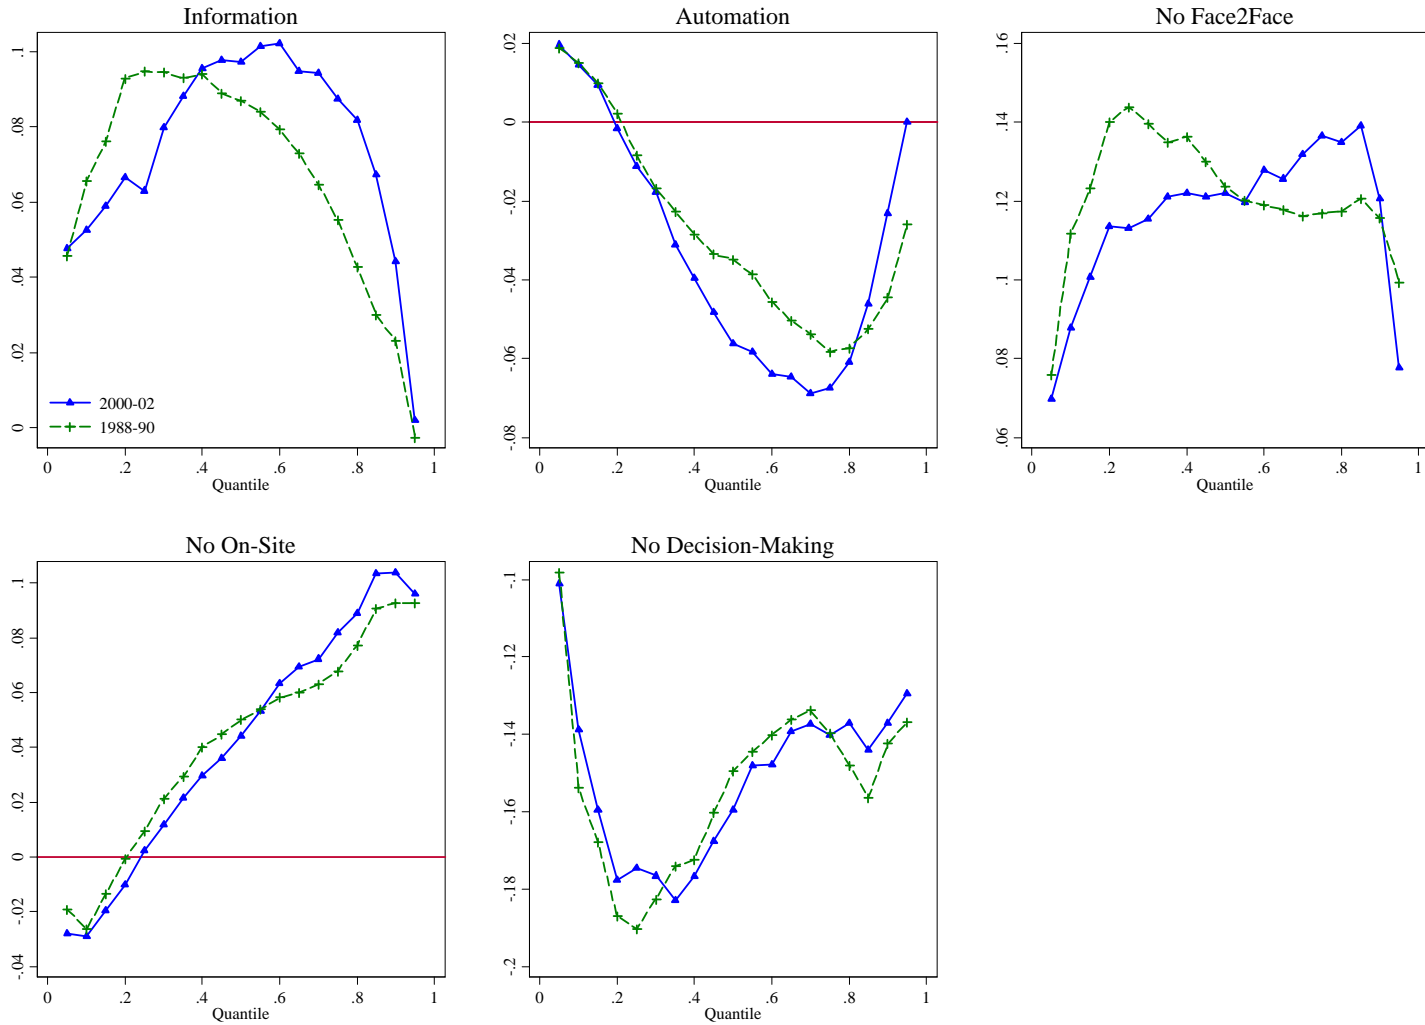 Information
Automation
No Face2Face
.1
.08
.06
.04
.02
0
2000-02
1988-90
0 .2 .4 .6 .8 1
Quantile
.02
0
-.02
-.04
-.06
-.08
0 .2 .4 .6 .8 1
Quantile
.16
.14
.12
.1
.08
.06
0 .2 .4 .6 .8 1
Quantile
No On-Site
No Decision-Making
.1
.08
.06
.04
.02
0
-.02
-.04
0 .2 .4 .6 .8 1
Quantile
-.1
-.12
-.14
-.16
-.18
-.2
0 .2 .4 .6 .8 1
Quantile